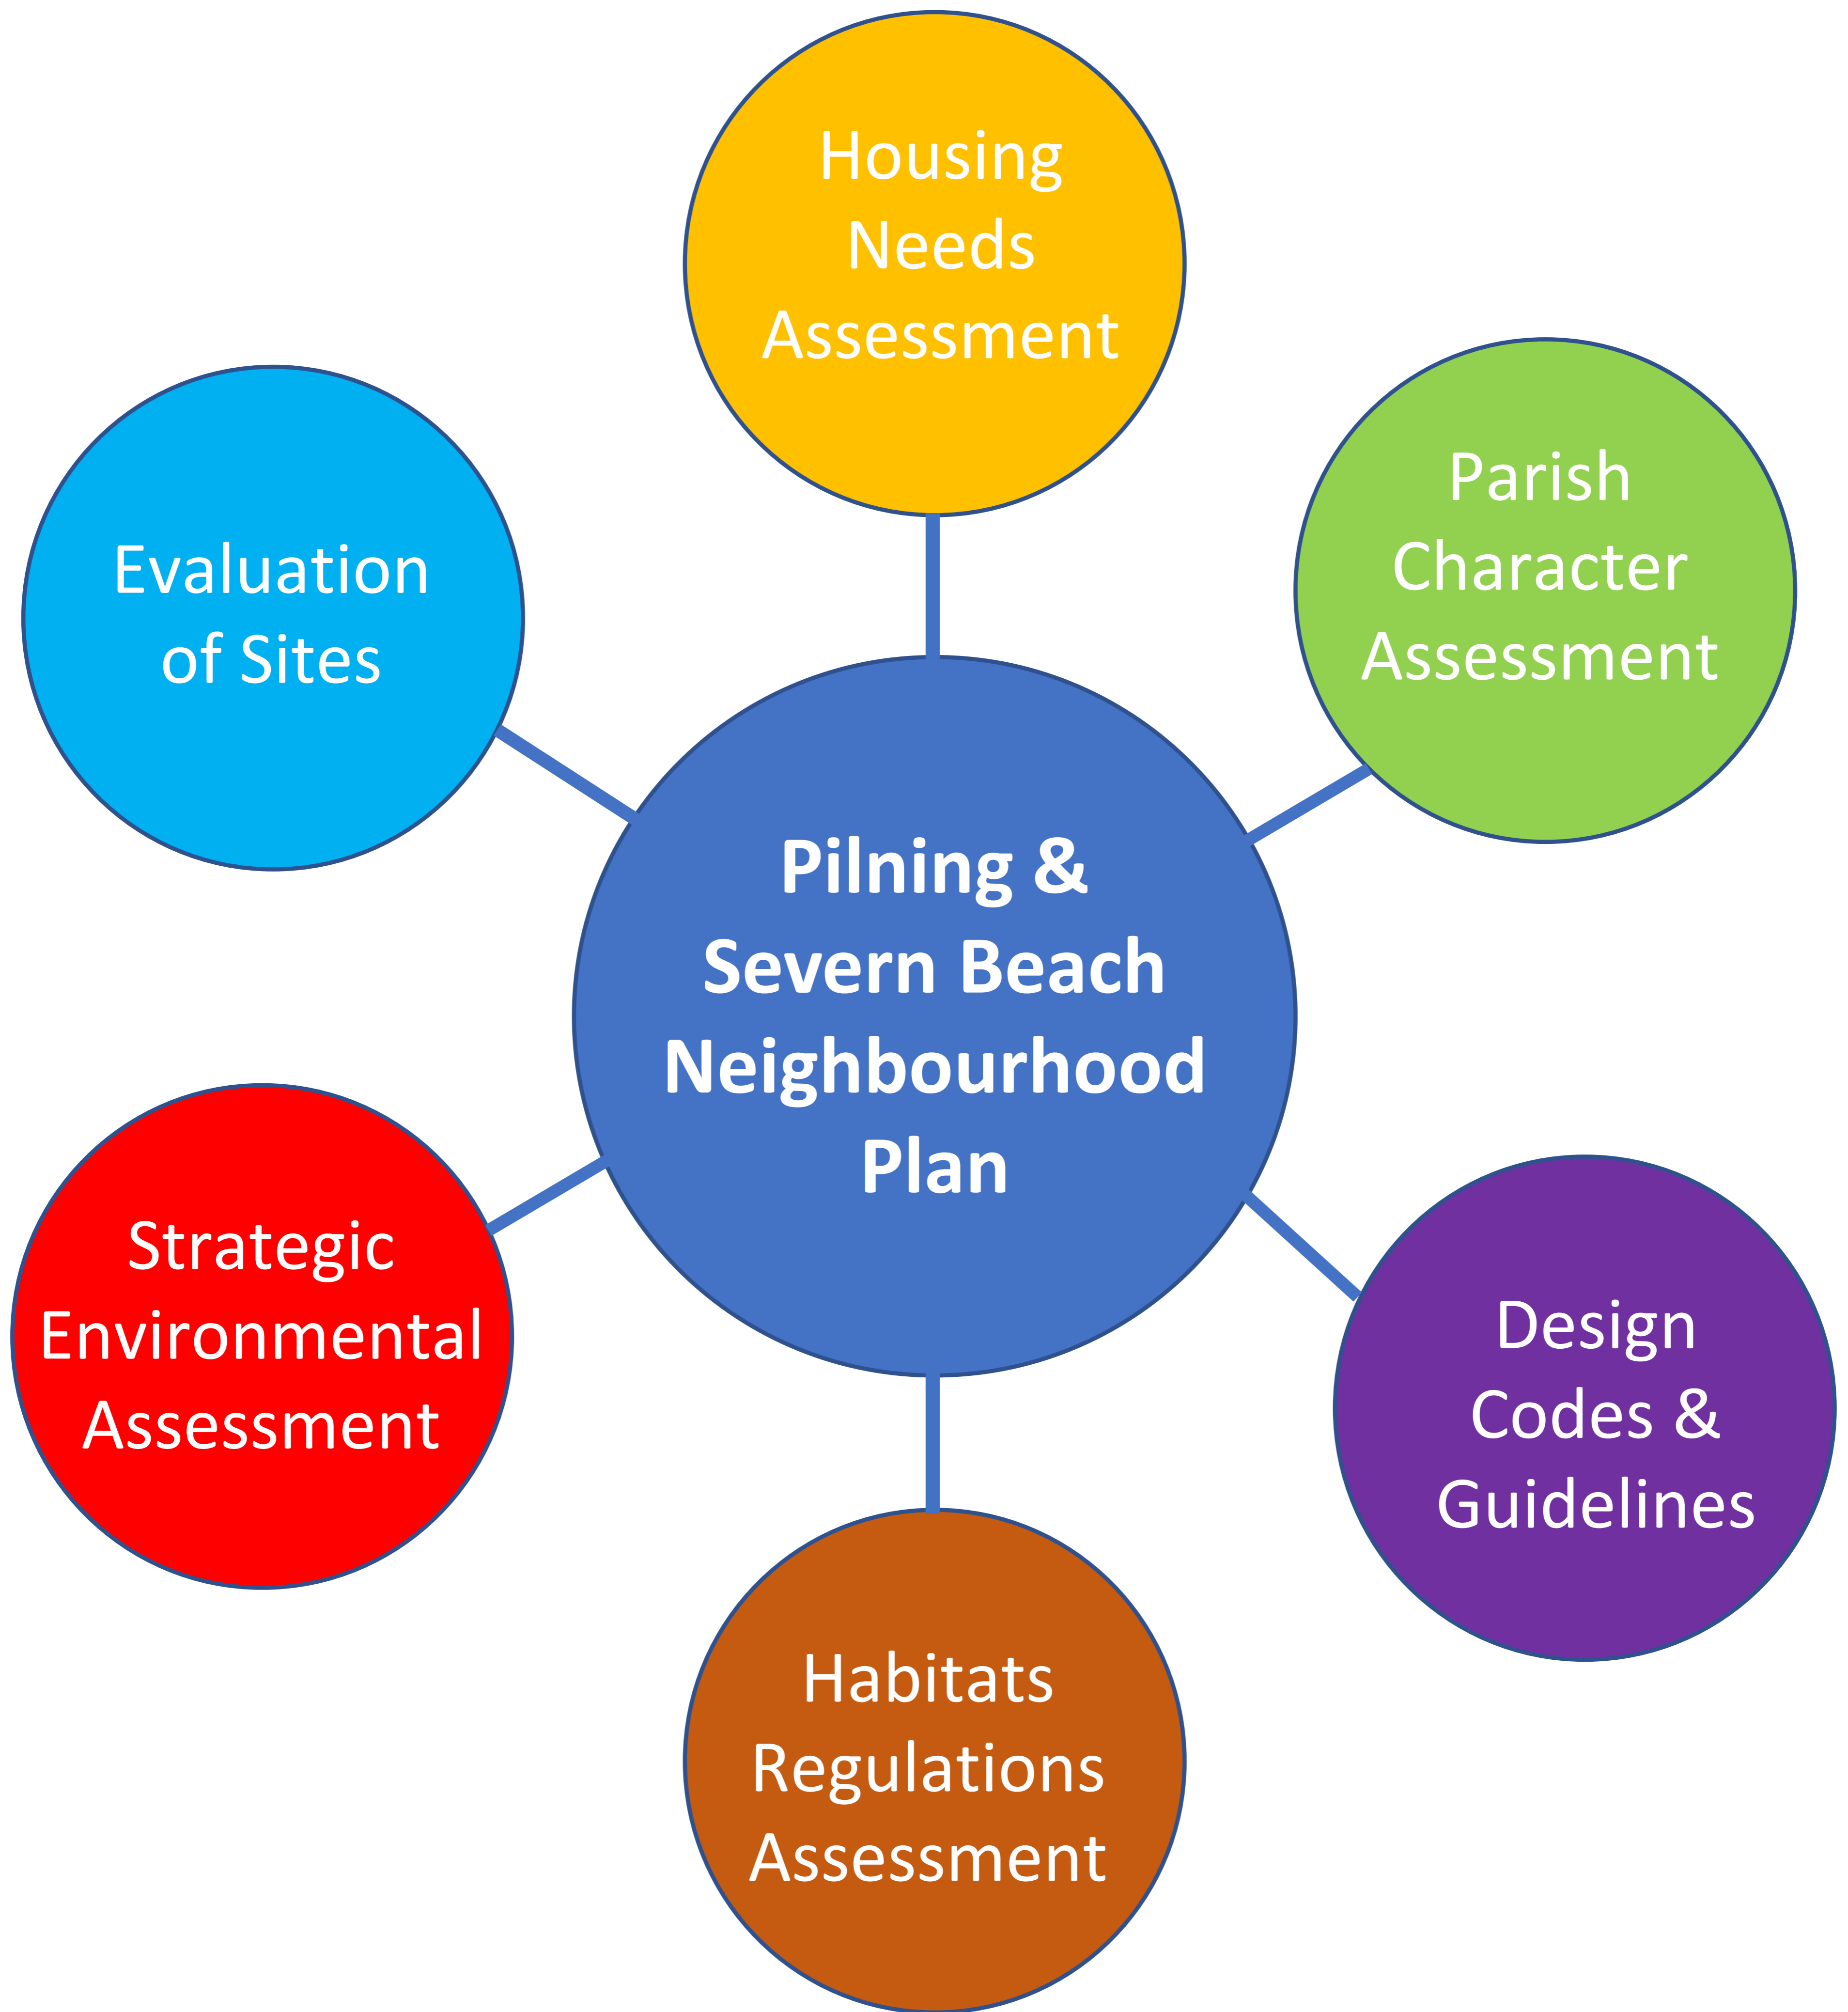 Housing
Needs
Assessment
Parish
Character
Assessment
Evaluation
of Sites
Pilning &
Severn Beach
Neighbourhood
Plan
Strategic
Environmental
Assessment
Design
Codes &
Guidelines
Habitats
Regulations
Assessment